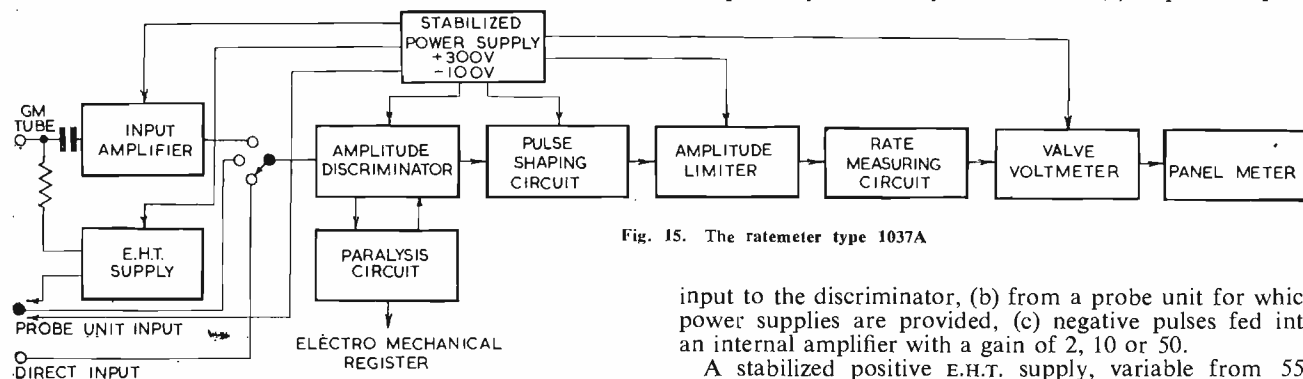 STABILIZED
POWER SUPPLY
+300V
-100V
GM
TUBE
INPUT
AMPLIFIER
AMPLITUDE
DISCRIMINATOR
PULSE
SHAPING
CIRCUIT
AMPLITUDE
LIMITER
RATE
MEASURING
CIRCUIT
VALVE
VOLTMETER
PANEL METER
E.H.T.
SUPPLY
PARALYSIS
CIRCUIT
PROBE UNIT INPUT
DIRECT INPUT
ELECTRO MECHANICAL
REGISTER
Fig. 15. The ratemeter type 1037A
input to the discriminator, (b) from a probe unit for whic
power supplies are provided, (c) negative pulses fed int
an internal amplifier with a gain of 2, 10 or 50.
A stabilized positive E.H.T. supply, variable from 55